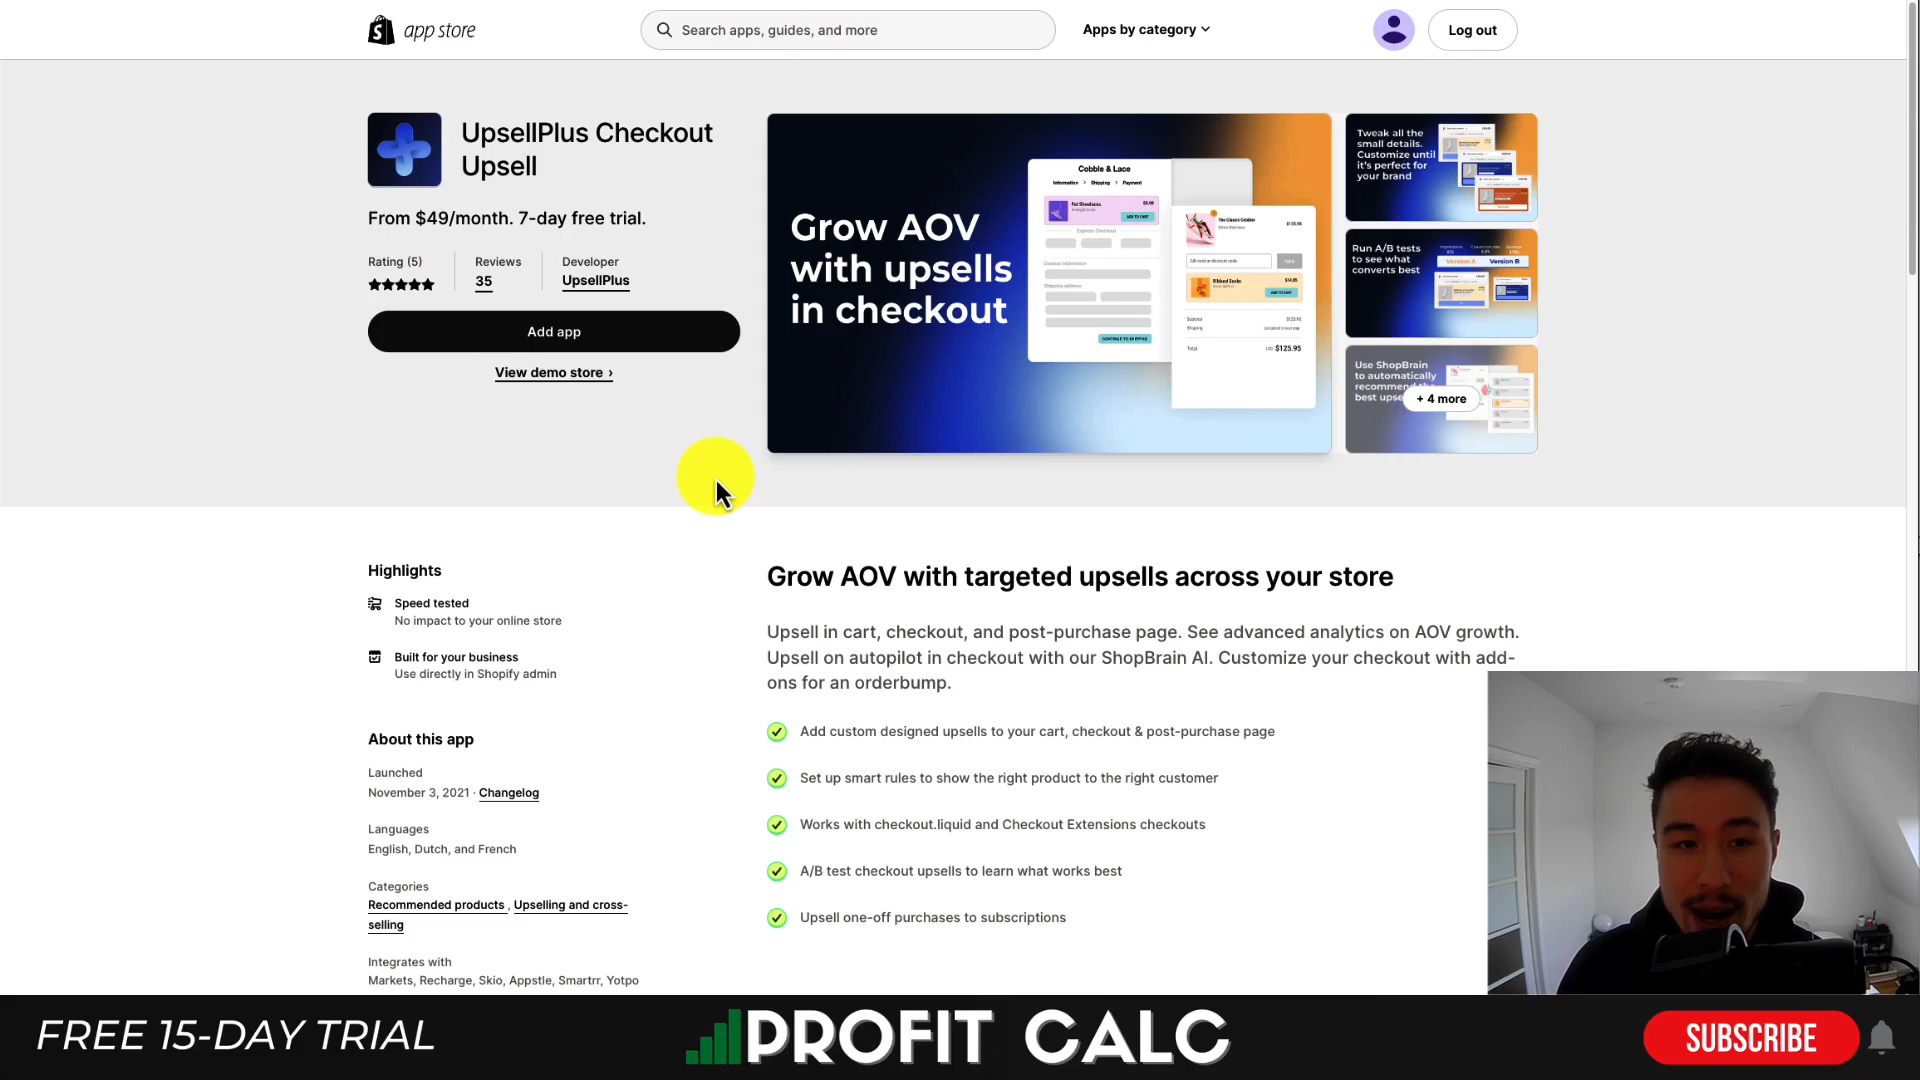 app store
Search apps, guides, and more
Apps by category
Log out
UpsellPlus Checkout
Upsell
From $49/month. 7-day free trial.
Rating (5)
Reviews
35
Developer
UpsellPlus
Add app
View demo store ›
Grow AOV
with upsells
in checkout
Cobble & Lace
Information > Shipping > Payment
$125.95
Total
Subtotal
Shipping
Tweak all the
small details.
Customize until
it's perfect for
your brand
Run A/B tests
to see what
converts best
Version A
Version B
Use ShopBrain
to automatically
+ 4 more
Highlights
Speed tested
No impact to your online store
Built for your business
Use directly in Shopify admin
About this app
Launched
November 3, 2021 · Changelog
Languages
English, Dutch, and French
Categories
Recommended products , Upselling and cross-
selling
Integrates with
Markets, Recharge, Skio, Appstle, Smartrr, Yotpo
Grow AOV with targeted upsells across your store
Upsell in cart, checkout, and post-purchase page. See advanced analytics on AOV growth.
Upsell on autopilot in checkout with our ShopBrain AI. Customize your checkout with add-
ons for an orderbump.
Add custom designed upsells to your cart, checkout & post-purchase page
Set up smart rules to show the right product to the right customer
Works with checkout.liquid and Checkout Extensions checkouts
A/B test checkout upsells to learn what works best
Upsell one-off purchases to subscriptions
FREE 15-DAY TRIAL
PROFIT CALC
SUBSCRIBE